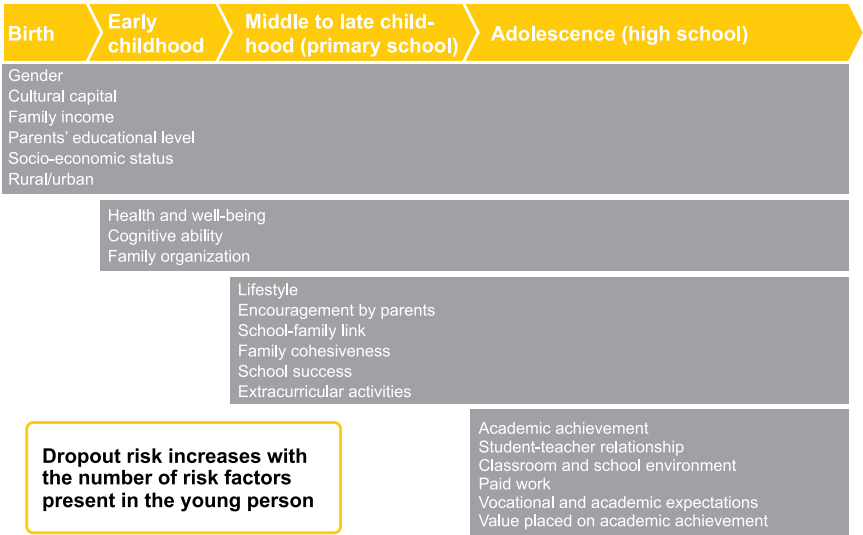 Birth
Early
childhood
Middle to late child-
hood (primary school)
Adolescence (high school)
Gender
Cultural capital
Family income
Parents’ educational level
Socio-economic status
Rural/urban
Health and well-being
Cognitive ability
Family organization
Lifestyle
Encouragement by parents
School-family link
Family cohesiveness
School success
Extracurricular activities
Academic achievement
Student-teacher relationship
Classroom and school environment
Paid work
Vocational and academic expectations
Value placed on academic achievement
Dropout risk increases with
the number of risk factors
present in the young person